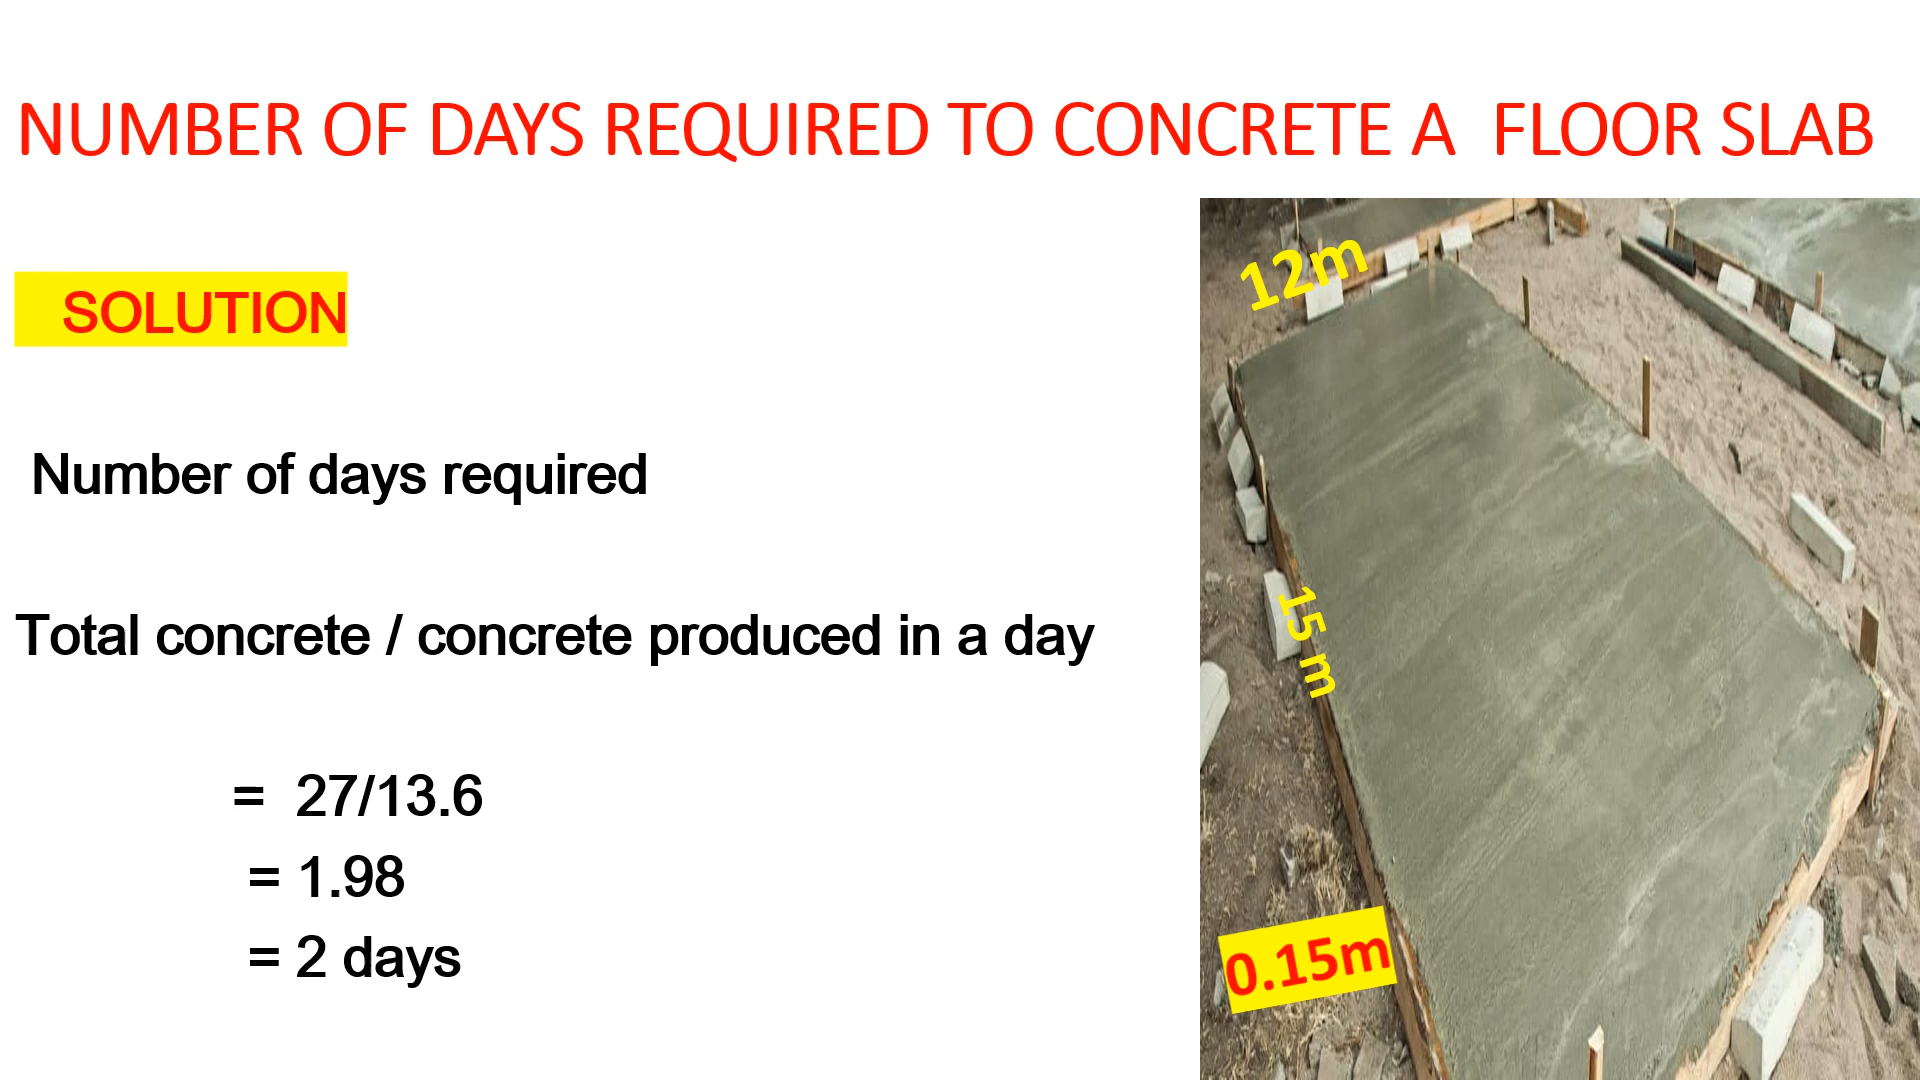 NUMBER OF DAYS REQUIRED TO CONCRETE A FLOOR SLAB
SOLUTION
Number of days required
Total concrete / concrete produced in a day
= 27/13.6
= 1.98
= 2 days
12m
15 m
0.15m